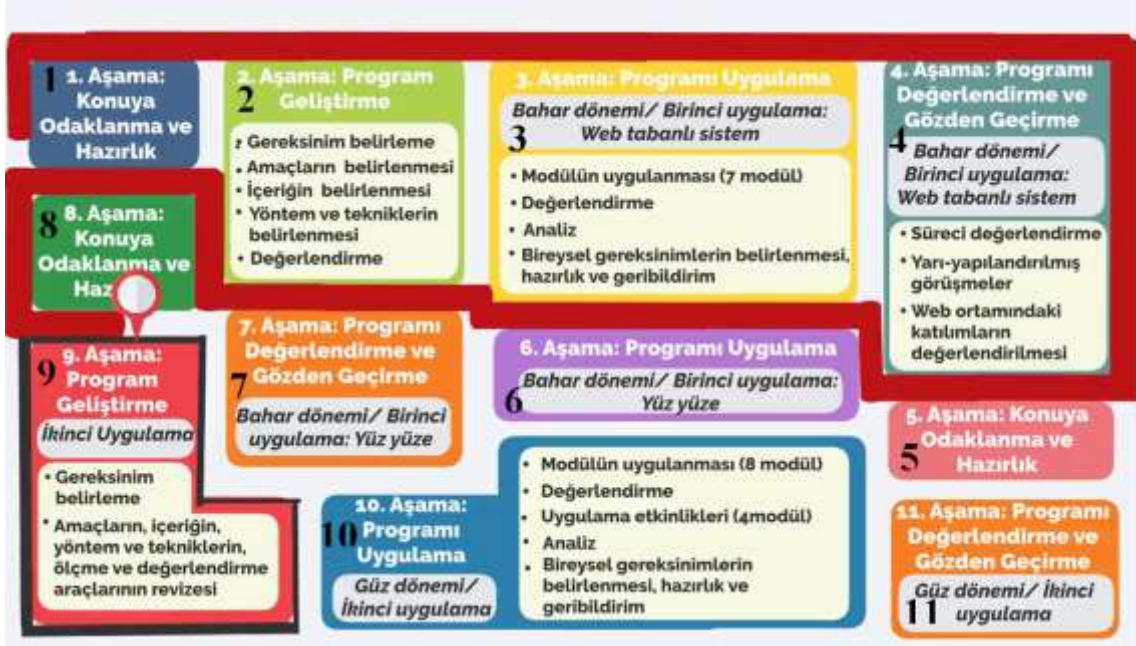 1
1. Aşama:
Konuya
Odaklanma ve
Hazırlık
2. Aşama: Program
2
Geliştirme
Gereksinim belirleme
• Amaçların belirlenmesi
• İçeriğin belirlenmesi
• Yöntem ve tekniklerin
belirlenmesi
• Değerlendirme
3. Aşama: Programı Uygulama
Bahar dönemi/ Birinci uygulama:
3
Web tabanlı sistem
• Modülün uygulanması (7 modül)
• Değerlendirme
• Analiz
• Bireysel gereksinimlerin belirlenmesi,
hazırlık ve geribildirim
4. Aşama: Programı
Değerlendirme ve
Gözden Geçirme
4
Bahar dönemi/
Birinci uygulama:
Web tabanlı sistem
• Süreci değerlendirme
• Yarı-yapılandırılmış
görüşmeler
• Web ortamındaki
katılımların
değerlendirilmesi
5. Aşama: Konuya
Odaklanma ve
5
Hazırlık
6. Aşama: Programı Uygulama
6
Bahar dönemi/ Birinci uygulama:
Yüz yüze
7. Aşama: Programı
Değerlendirme ve
7
Gözden Geçirme
Bahar dönemi/ Birinci
uygulama: Yüz yüze
8
8. Aşama:
Konuya
Odaklanma ve
Haz
9. Aşama:
9
Program
Geliştirme
İkinci Uygulama
• Gereksinim
belirleme
• Amaçların, içeriğin,
yöntem ve tekniklerin,
ölçme ve değerlendirme
araçlarının revizesi
10. Aşama:
10
Programı
Uygulama
Güz dönemi/
İkinci uygulama
• Modülün uygulanması (8 modül)
• Değerlendirme
• Uygulama etkinlikleri (4modül)
• Analiz
• Bireysel gereksinimlerin
belirlenmesi, hazırlık ve
geribildirim
11. Aşama: Programı
Değerlendirme ve
Gözden Geçirme
Güz dönemi/ İkinci
11
uygulama